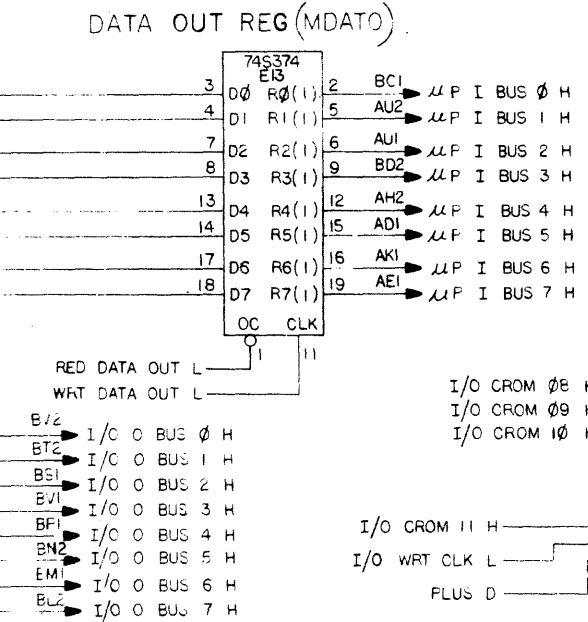 DATA OUT REG (MDATO)
74S374
E13
3 DØ RØ(1) 2 BC1 μP I BUS Ø H
4 D1 R1(1) 5 AU2 μP I BUS 1 H
7 D2 R2(1) 6 AU1 μP I BUS 2 H
8 D3 R3(1) 9 BD2 μP I BUS 3 H
13 D4 R4(1) 12 AH2 μP I BUS 4 H
14 D5 R5(1) 15 AD1 μP I BUS 5 H
17 D6 R6(1) 16 AK1 μP I BUS 6 H
18 D7 R7(1) 19 AE1 μP I BUS 7 H
OC CLK
1 11
RED DATA OUT L
WRT DATA OUT L
I/O CROM Ø8 H
I/O CROM Ø9 H
I/O CROM 1Ø H
I/O O BUS Ø H
BT2 I/O O BUS 1 H
BS1 I/O O BUS 2 H
BV1 I/O O BUS 3 H
I/O O BUS 4 H
BN2 I/O O BUS 5 H
I/O O BUS 6 H
I/O O BUS 7 H
I/O CROM 11 H
I/O WRT CLK L
PLUS D